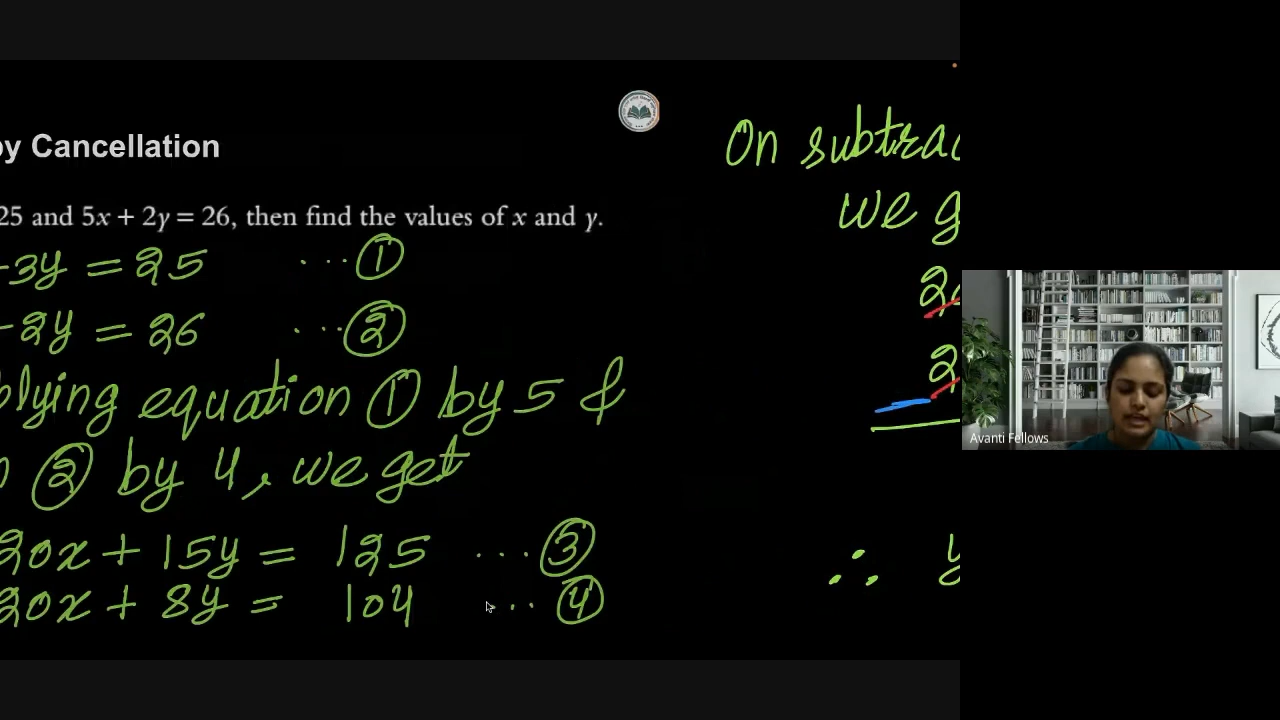 by Cancellation
25 and 5x + 2y = 26, then find the values of x and y.
-3y = 25 ...①
-2y = 26 ...②
plying equation ① by 5 &
② by 4, we get
20x + 15y = 125 ...③
20x + 8y = 104 ...④
On subtrac
we g
∴ y
Avanti Fellows